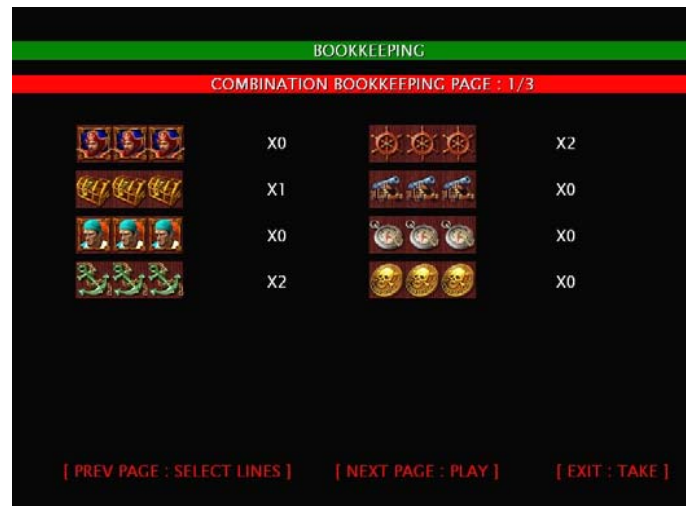 BOOKKEEPING
COMBINATION BOOKKEEPING PAGE : 1/3
X0 X2
X1 X0
X0 X0
X2 X0
[ PREV PAGE : SELECT LINES ] [ NEXT PAGE : PLAY ] [ EXIT : TAKE ]